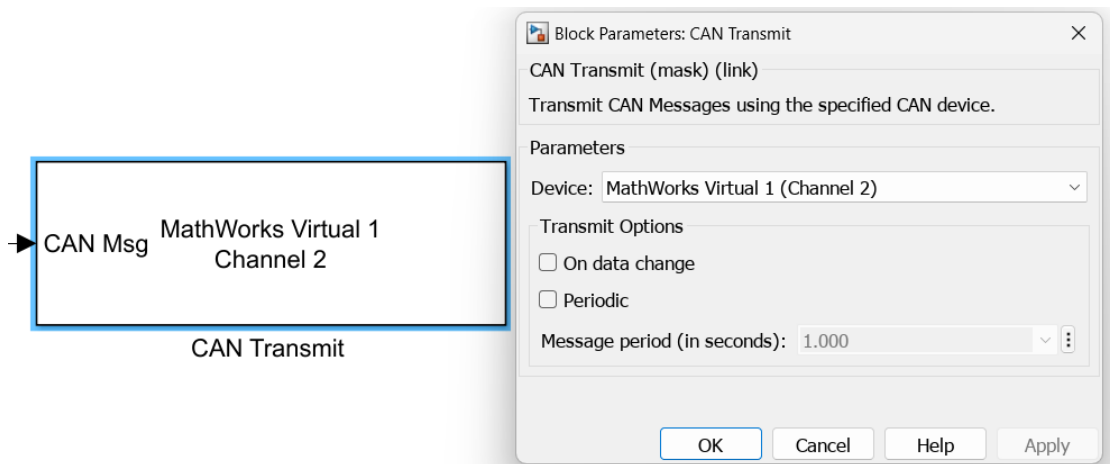 CAN Msg
MathWorks Virtual 1
Channel 2
CAN Transmit
Block Parameters: CAN Transmit
CAN Transmit (mask) (link)
Transmit CAN Messages using the specified CAN device.
Parameters
Device: MathWorks Virtual 1 (Channel 2)
Transmit Options
On data change
Periodic
Message period (in seconds): 1.000
OK Cancel Help Apply